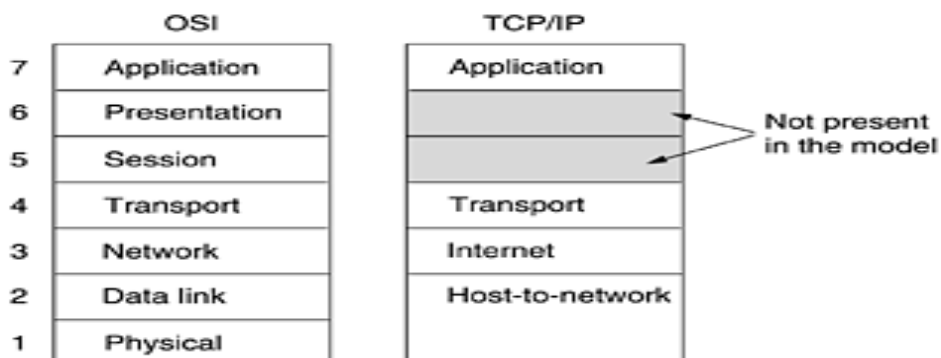 OSI TCP/IP
7 Application Application
6 Presentation
5 Session
Not present
in the model
4 Transport Transport
3 Network Internet
2 Data link Host-to-network
1 Physical